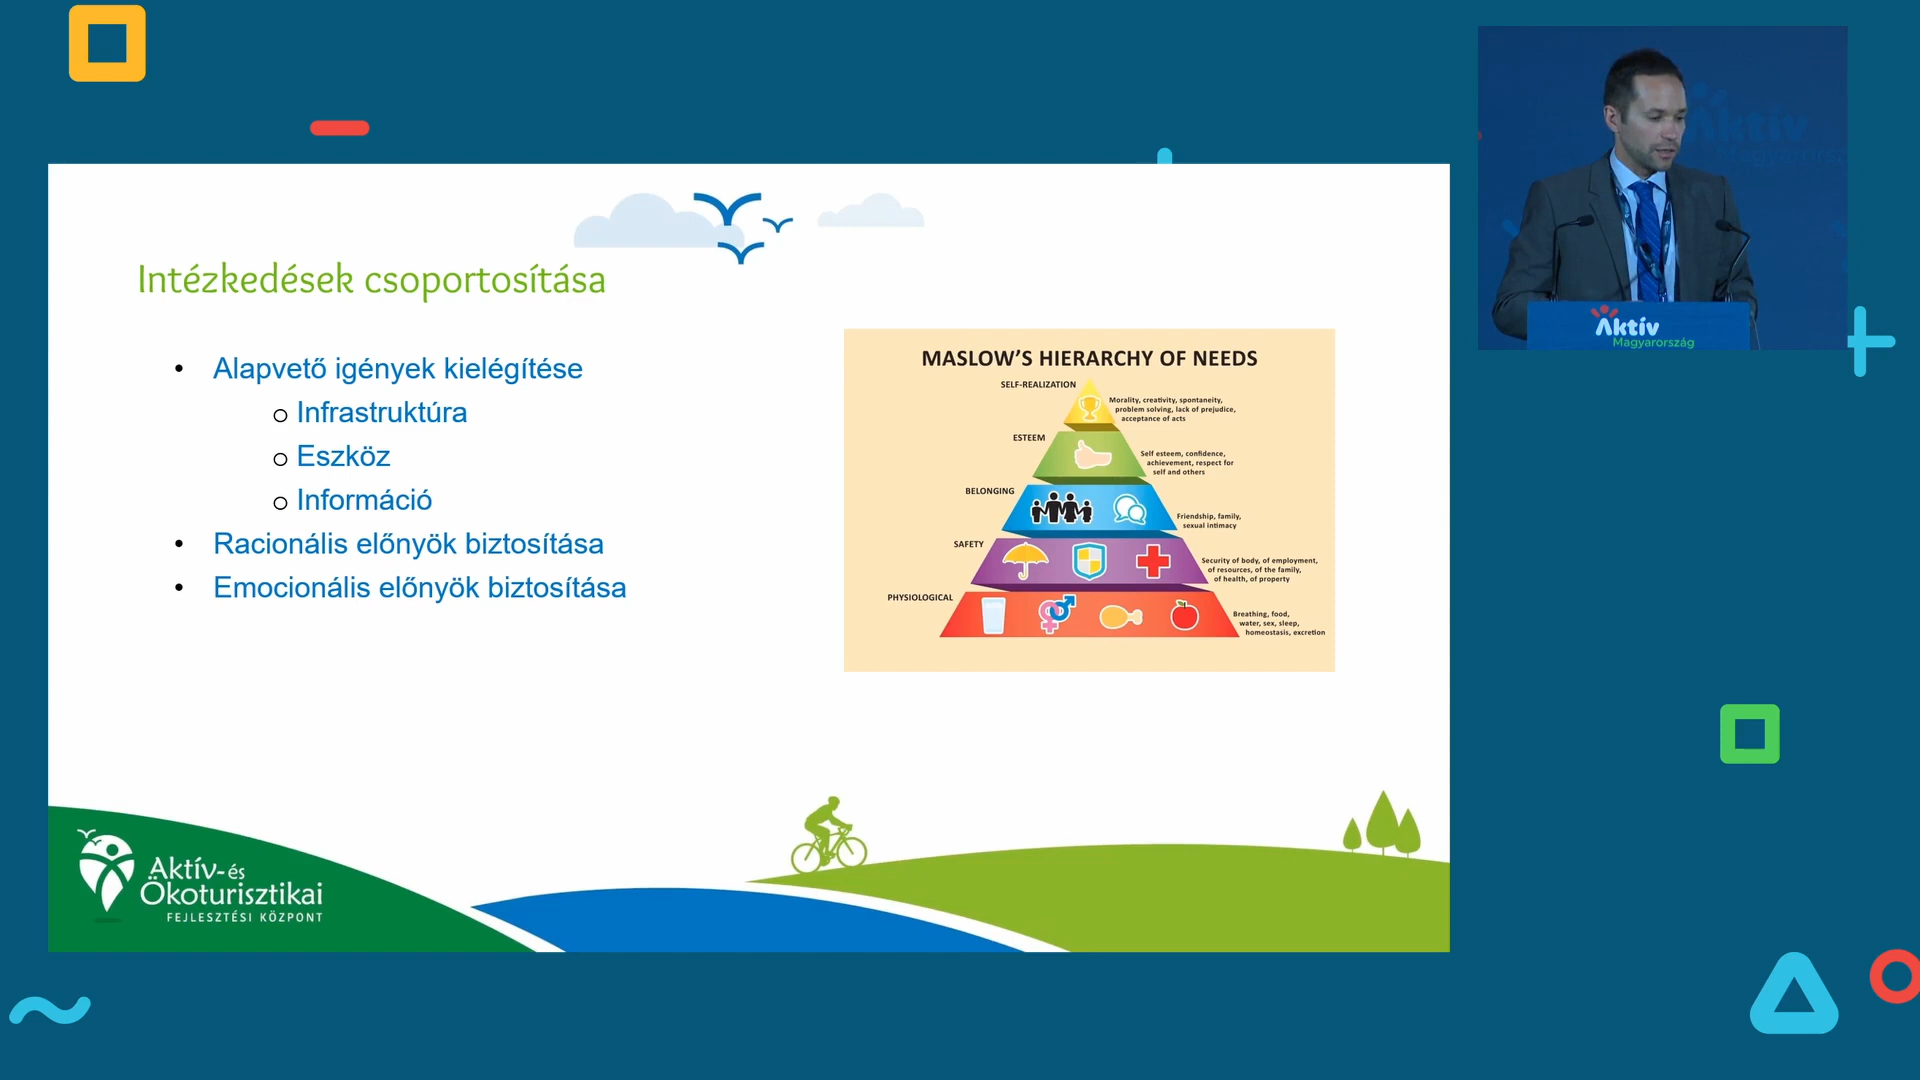 Intézkedések csoportosítása
• Alapvető igények kielégítése
o Infrastruktúra
o Eszköz
o Információ
• Racionális előnyök biztosítása
• Emocionális előnyök biztosítása
MASLOW'S HIERARCHY OF NEEDS
SELF-REALIZATION
Morality, creativity, spontaneity,
problem solving, lack of prejudice,
acceptance of acts
ESTEEM
Self esteem, confidence,
achievement, respect for
self and others
BELONGING
Friendship, family,
sexual intimacy
SAFETY
Security of body, of employment,
of resources, of the family,
of health, of property
PHYSIOLOGICAL
Breathing, food,
water, sex, sleep,
homeostasis, excretion
Aktív- és
Ökoturisztikai
FEJLESZTÉSI KÖZPONT
Aktív
Aktív
Magyarország